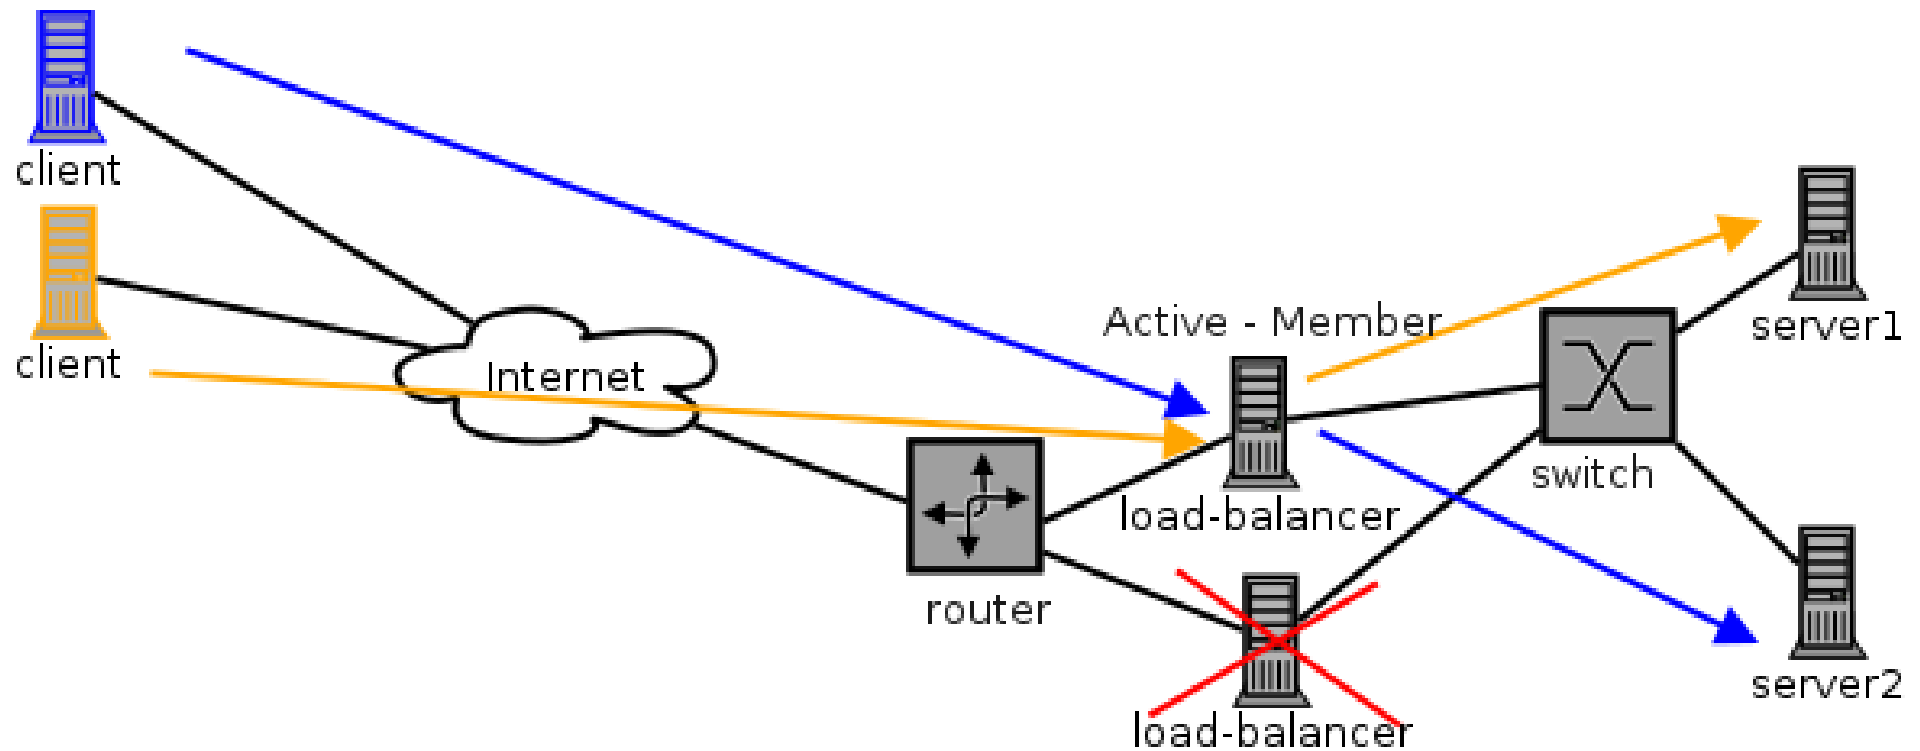 client
client
Internet
router
Active - Member
load-balancer
load-balancer
switch
server1
server2